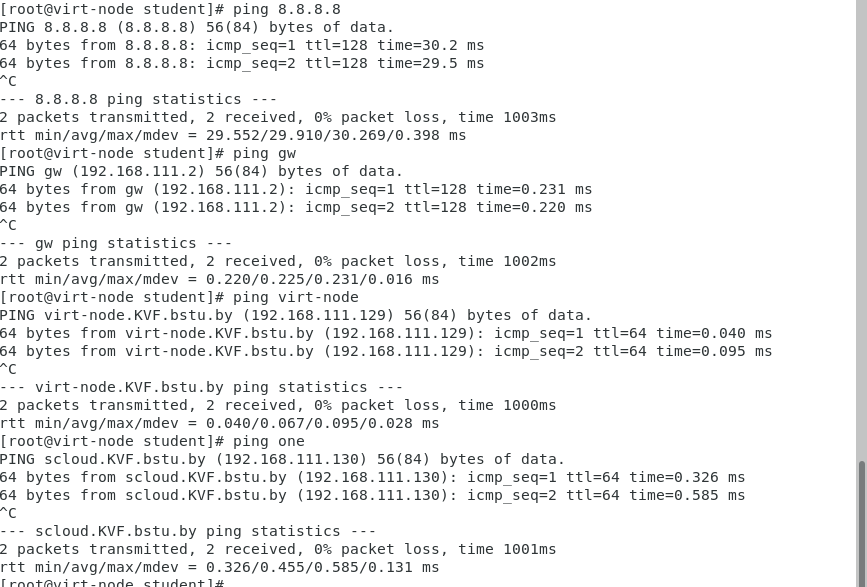 [root@virt-node student]# ping 8.8.8.8
PING 8.8.8.8 (8.8.8.8) 56(84) bytes of data.
64 bytes from 8.8.8.8: icmp_seq=1 ttl=128 time=30.2 ms
64 bytes from 8.8.8.8: icmp_seq=2 ttl=128 time=29.5 ms
^C
--- 8.8.8.8 ping statistics ---
2 packets transmitted, 2 received, 0% packet loss, time 1003ms
rtt min/avg/max/mdev = 29.552/29.910/30.269/0.398 ms
[root@virt-node student]# ping gw
PING gw (192.168.111.2) 56(84) bytes of data.
64 bytes from gw (192.168.111.2): icmp_seq=1 ttl=128 time=0.231 ms
64 bytes from gw (192.168.111.2): icmp_seq=2 ttl=128 time=0.220 ms
^C
--- gw ping statistics ---
2 packets transmitted, 2 received, 0% packet loss, time 1002ms
rtt min/avg/max/mdev = 0.220/0.225/0.231/0.016 ms
[root@virt-node student]# ping virt-node
PING virt-node.KVF.bstu.by (192.168.111.129) 56(84) bytes of data.
64 bytes from virt-node.KVF.bstu.by (192.168.111.129): icmp_seq=1 ttl=64 time=0.040 ms
64 bytes from virt-node.KVF.bstu.by (192.168.111.129): icmp_seq=2 ttl=64 time=0.095 ms
^C
--- virt-node.KVF.bstu.by ping statistics ---
2 packets transmitted, 2 received, 0% packet loss, time 1000ms
rtt min/avg/max/mdev = 0.040/0.067/0.095/0.028 ms
[root@virt-node student]# ping one
PING scloud.KVF.bstu.by (192.168.111.130) 56(84) bytes of data.
64 bytes from scloud.KVF.bstu.by (192.168.111.130): icmp_seq=1 ttl=64 time=0.326 ms
64 bytes from scloud.KVF.bstu.by (192.168.111.130): icmp_seq=2 ttl=64 time=0.585 ms
^C
--- scloud.KVF.bstu.by ping statistics ---
2 packets transmitted, 2 received, 0% packet loss, time 1001ms
rtt min/avg/max/mdev = 0.326/0.455/0.585/0.131 ms
[root@virt-node student]#